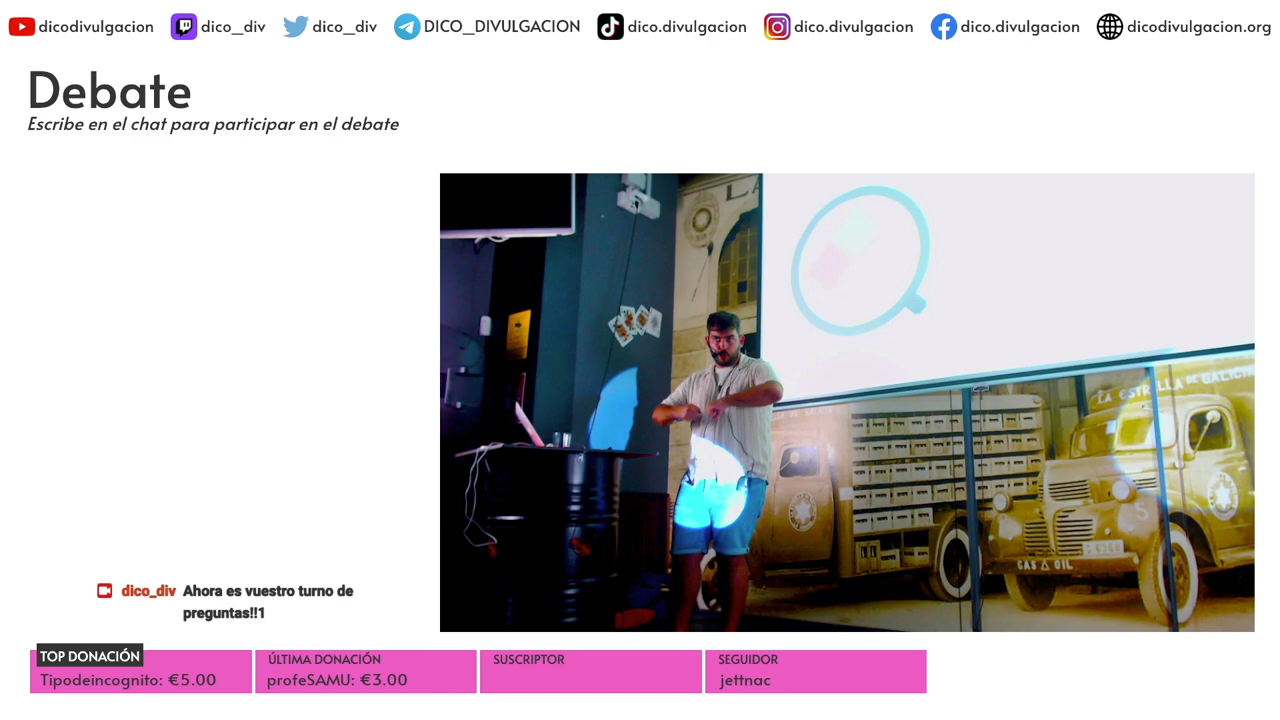 dicodivulgacion dico_div dico_div DICO_DIVULGACION dico.divulgacion dico.divulgacion dico.divulgacion dicodivulgacion.org
Debate
Escribe en el chat para participar en el debate
LA
LA ESTRELLA DE GALICIA
5
GAS OIL
dico_div Ahora es vuestro turno de
preguntas!!1
TOP DONACIÓN
Tipodeincognito: €5.00
ÚLTIMA DONACIÓN
profeSAMU: €3.00
SUSCRIPTOR
SEGUIDOR
jettnac